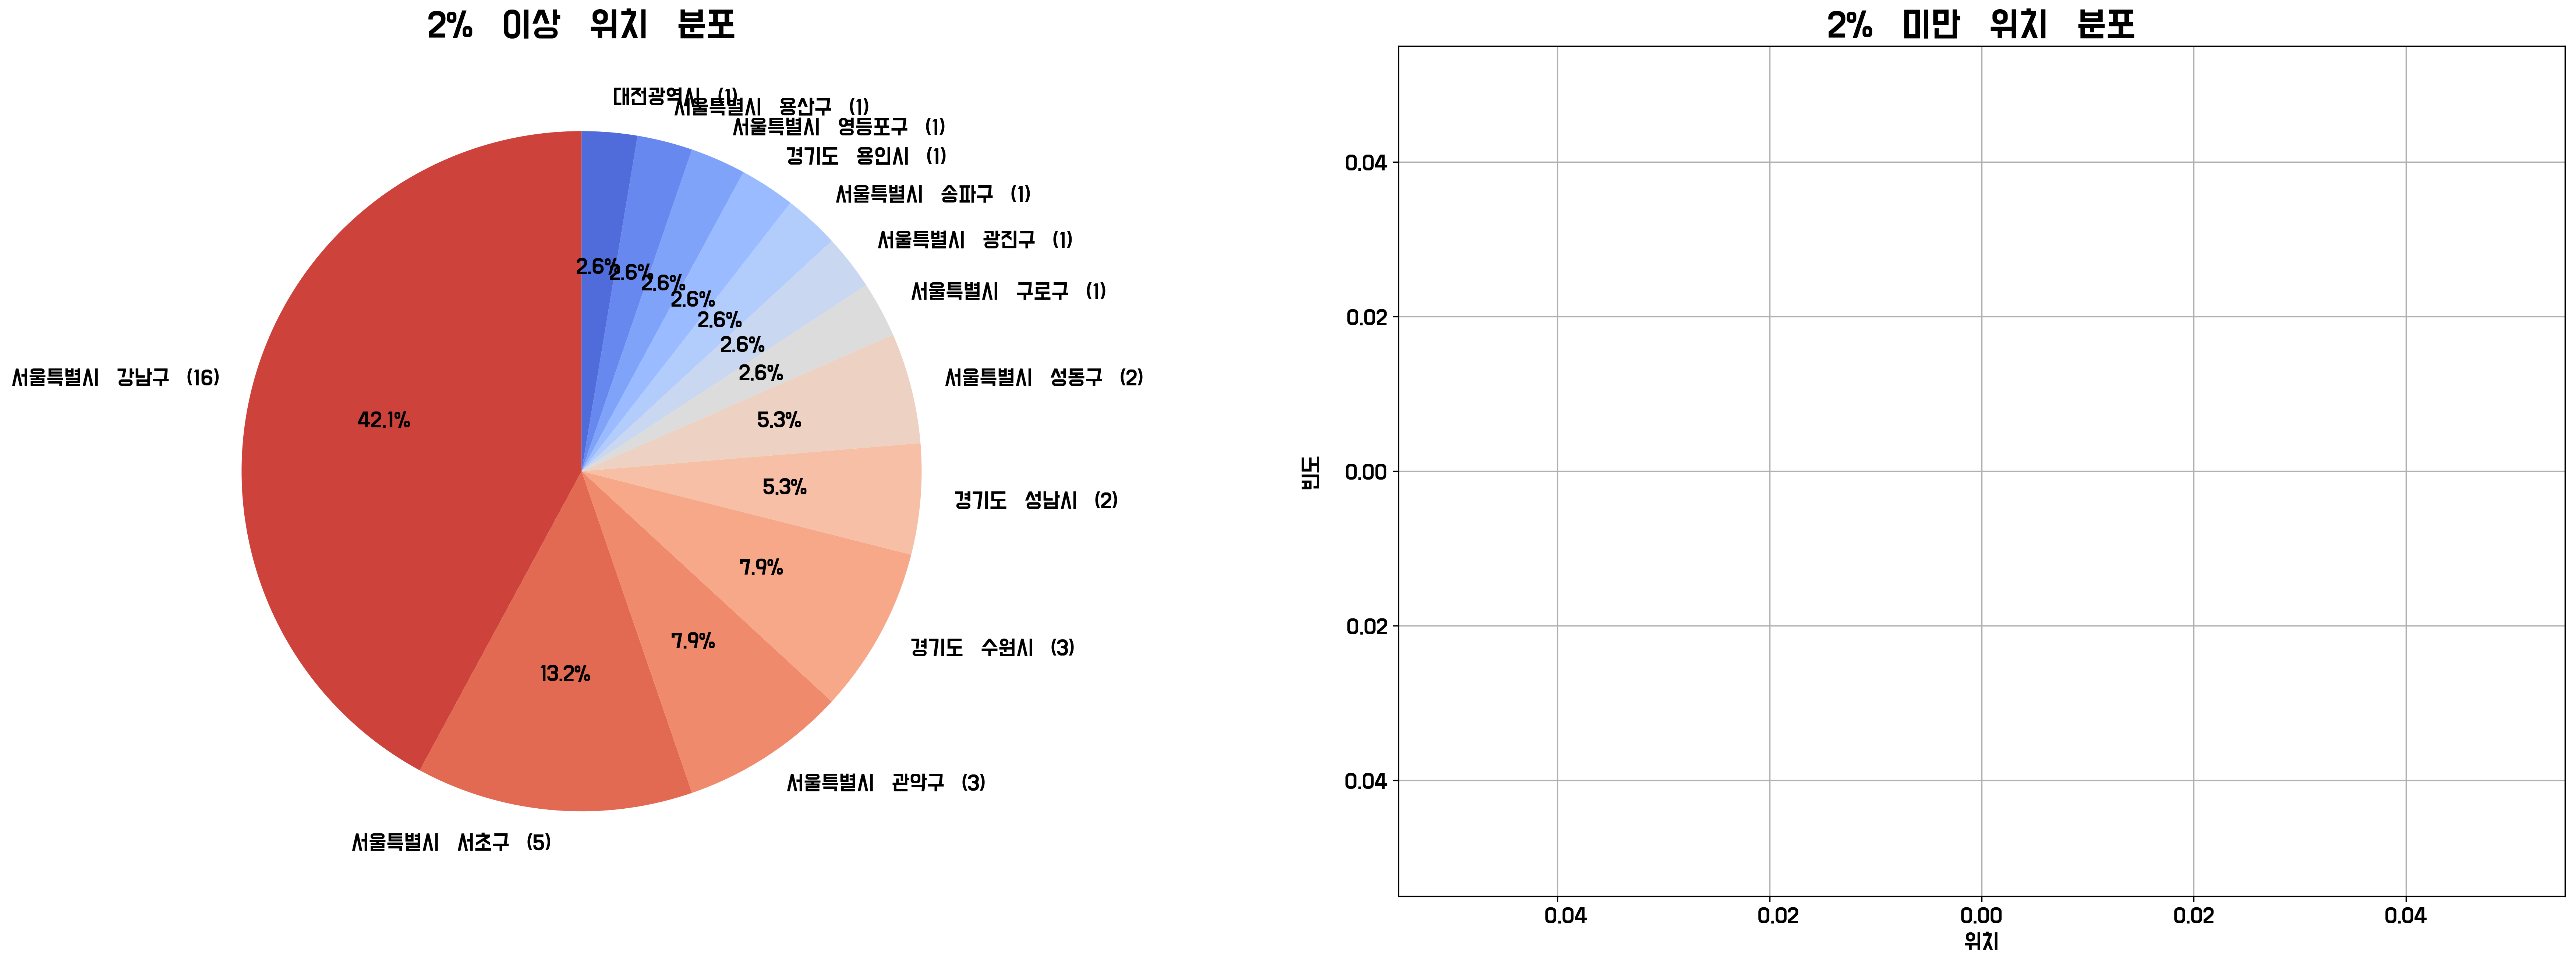 2% 이상 위치 분포
대전광역시 (1)
서울특별시 용산구 (1)
서울특별시 영등포구 (1)
경기도 용인시 (1)
서울특별시 송파구 (1)
서울특별시 광진구 (1)
서울특별시 구로구 (1)
서울특별시 성동구 (2)
경기도 성남시 (2)
경기도 수원시 (3)
서울특별시 관악구 (3)
서울특별시 서초구 (5)
서울특별시 강남구 (16)
2.6%
2.6%
2.6%
2.6%
2.6%
2.6%
2.6%
5.3%
5.3%
7.9%
7.9%
13.2%
42.1%
2% 미만 위치 분포
빈도
0.04
0.02
0.00
0.02
0.04
0.04 0.02 0.00 0.02 0.04
위치